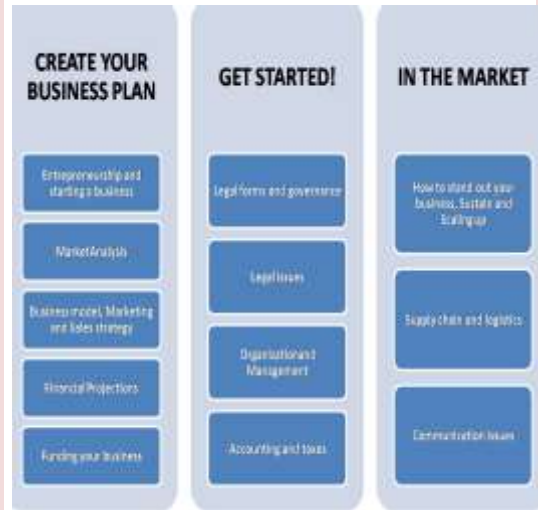 CREATE YOUR
BUSINESS PLAN
Entrepreneurship and
starting a business
Market Analysis
Business model, Marketing
and Sales strategy
Financial Projections
Funding your business
GET STARTED!
Legal forms and governance
Legal issues
Organisation and
Management
Accounting and taxes
IN THE MARKET
How to stand out your
business, Sustain and
Scaling up
Supply chain and logistics
Communication issues